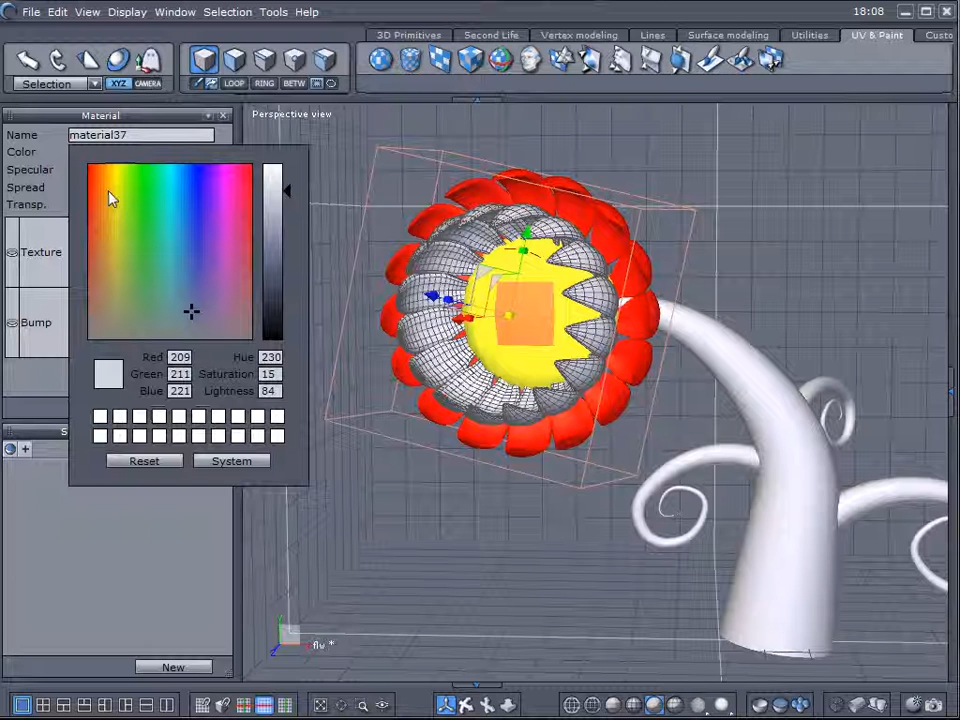 File Edit View Display Window Selection Tools Help 18:08
3D Primitives Second Life Vertex modeling Lines Surface modeling Utilities UV & Paint Custo
Selection XYZ CAMERA LOOP RING BETW
Material
Name material37
Color
Specular
Spread
Transp.
Texture
Bump
Perspective view
Red 209 Hue 230
Green 211 Saturation 15
Blue 221 Lightness 84
Reset System
S
New
flw *